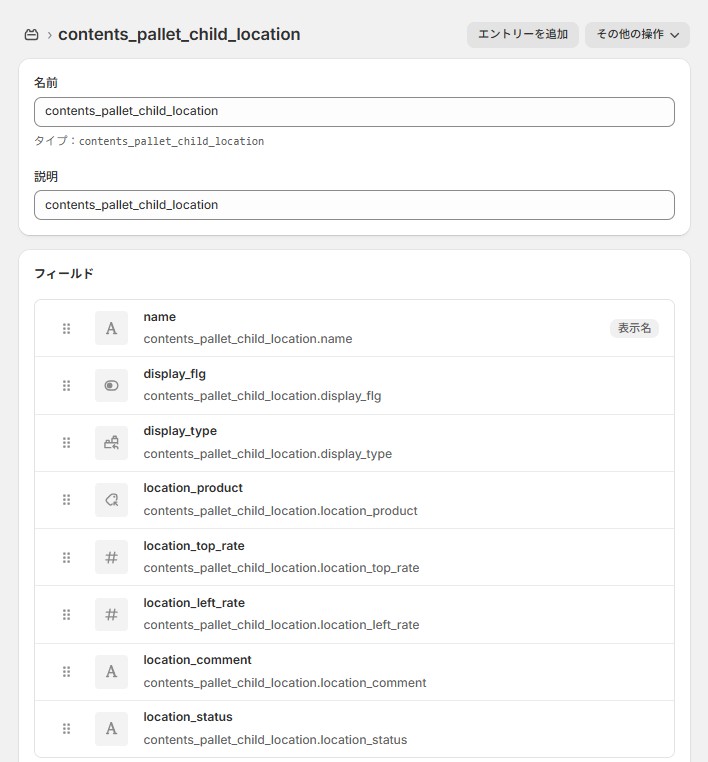 contents_pallet_child_location
エントリーを追加
その他の操作
名前
contents_pallet_child_location
タイプ：contents_pallet_child_location
説明
contents_pallet_child_location
フィールド
name
contents_pallet_child_location.name
表示名
display_flg
contents_pallet_child_location.display_flg
display_type
contents_pallet_child_location.display_type
location_product
contents_pallet_child_location.location_product
location_top_rate
contents_pallet_child_location.location_top_rate
location_left_rate
contents_pallet_child_location.location_left_rate
location_comment
contents_pallet_child_location.location_comment
location_status
contents_pallet_child_location.location_status